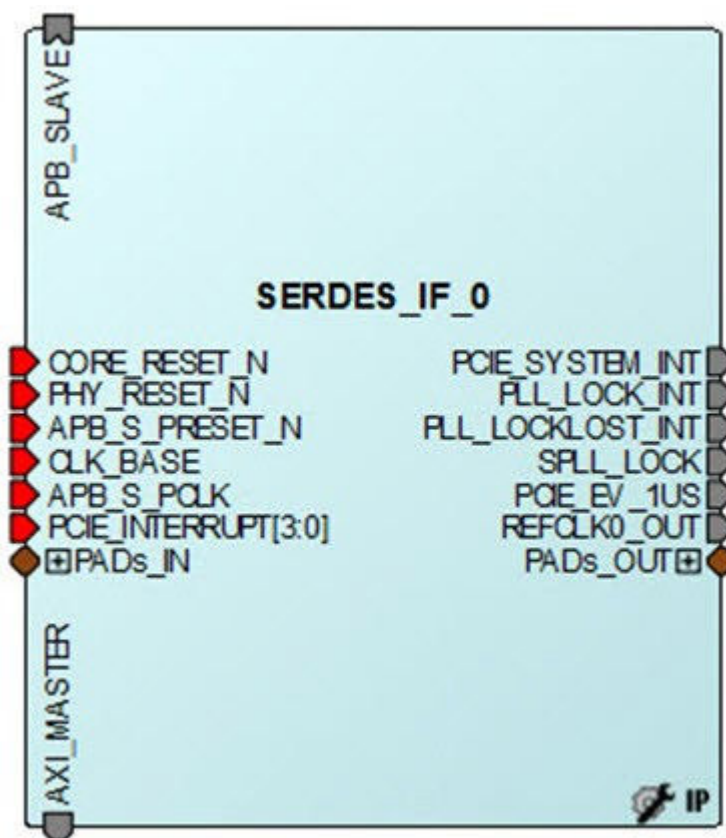 APB_SLAVE
SERDES_IF_0
CORE_RESET_N
PHY_RESET_N
APB_S_PRESET_N
CLK_BASE
APB_S_PCLK
PCIE_INTERRUPT[3:0]
PADs_IN
PCIE_SYSTEM_INT
PLL_LOCK_INT
PLL_LOCKLOST_INT
SPLL_LOCK
PCIE_EV_1US
REFCLK0_OUT
PADs_OUT
AXI_MASTER
IP